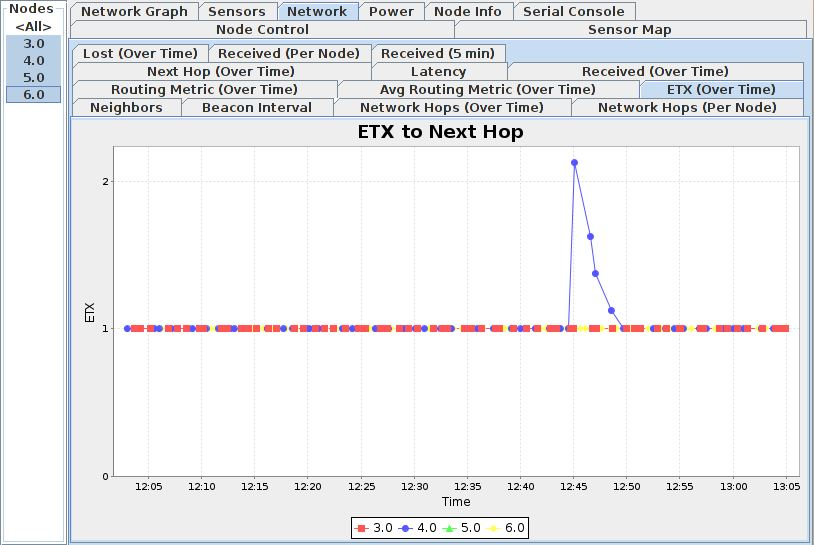 Nodes
<All>
3.0
4.0
5.0
6.0
Network Graph Sensors Network Power Node Info Serial Console
Node Control Sensor Map
Lost (Over Time) Received (Per Node) Received (5 min)
Next Hop (Over Time) Latency Received (Over Time)
Routing Metric (Over Time) Avg Routing Metric (Over Time) ETX (Over Time)
Neighbors Beacon Interval Network Hops (Over Time) Network Hops (Per Node)
ETX to Next Hop
ETX
2
1
0
12:05 12:10 12:15 12:20 12:25 12:30 12:35 12:40 12:45 12:50 12:55 13:00 13:05
Time
3.0 4.0 5.0 6.0